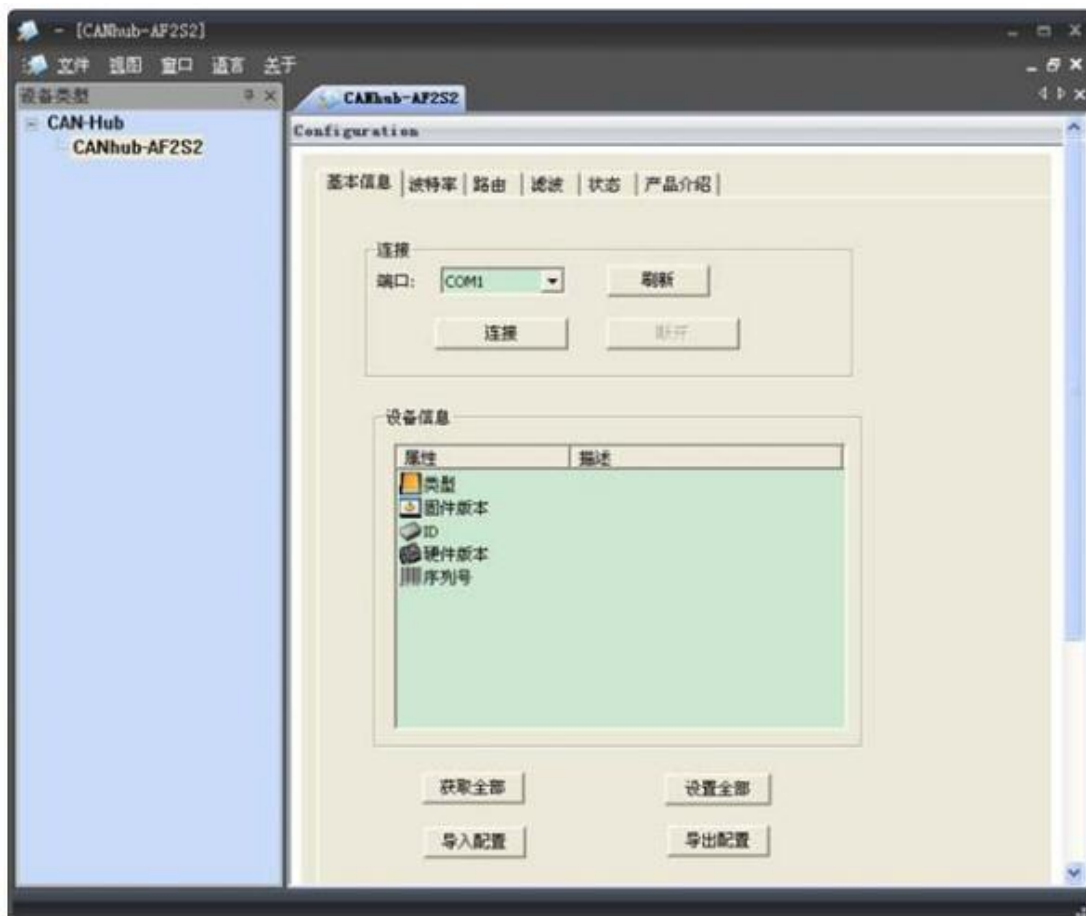 - [CANhub-AF2S2]
文件 视图 窗口 语言 关于
设备类型
CANhub-AF2S2
CAN-Hub
CANhub-AF2S2
Configuration
基本信息 波特率 路由 滤波 状态 产品介绍
连接
端口: COM1 刷新
连接 断开
设备信息
属性 描述
类型
固件版本
ID
硬件版本
序列号
获取全部 设置全部
导入配置 导出配置